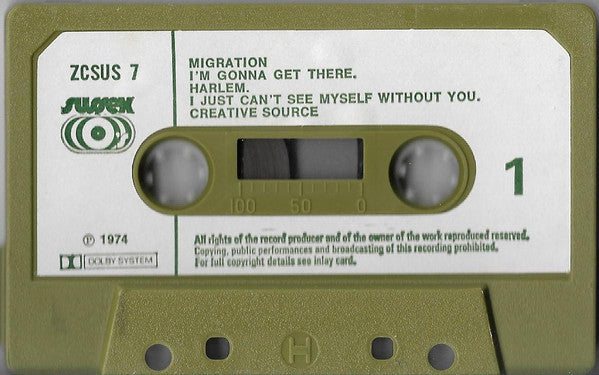 ZCSUS 7
sussex
MIGRATION
I'M GONNA GET THERE.
HARLEM.
I JUST CAN'T SEE MYSELF WITHOUT YOU.
CREATIVE SOURCE
100 50 0
1
℗ 1974
DOLBY SYSTEM
All rights of the record producer and of the owner of the work reproduced reserved.
Copying, public performances and broadcasting of this recording prohibited.
For full copyright details see inlay card.
H